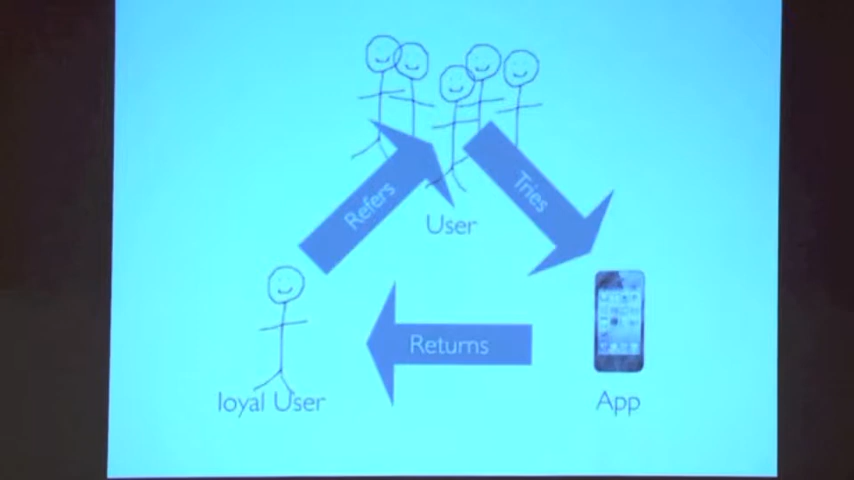 Refers
Tries
User
Returns
loyal User
App